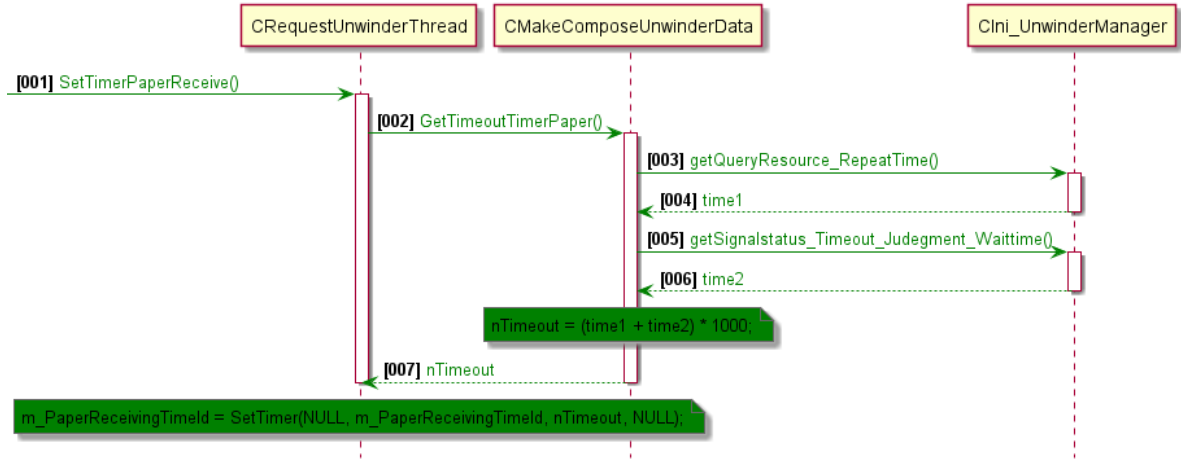 CRequestUnwinderThread
CMakeComposeUnwinderData
CIni_UnwinderManager
[001] SetTimerPaperReceive()
[002] GetTimeoutTimerPaper()
[003] getQueryResource_RepeatTime()
[004] time1
[005] getSignalstatus_Timeout_Judegment_Waittime()
[006] time2
nTimeout = (time1 + time2) * 1000;
[007] nTimeout
m_PaperReceivingTimeId = SetTimer(NULL, m_PaperReceivingTimeId, nTimeout, NULL);